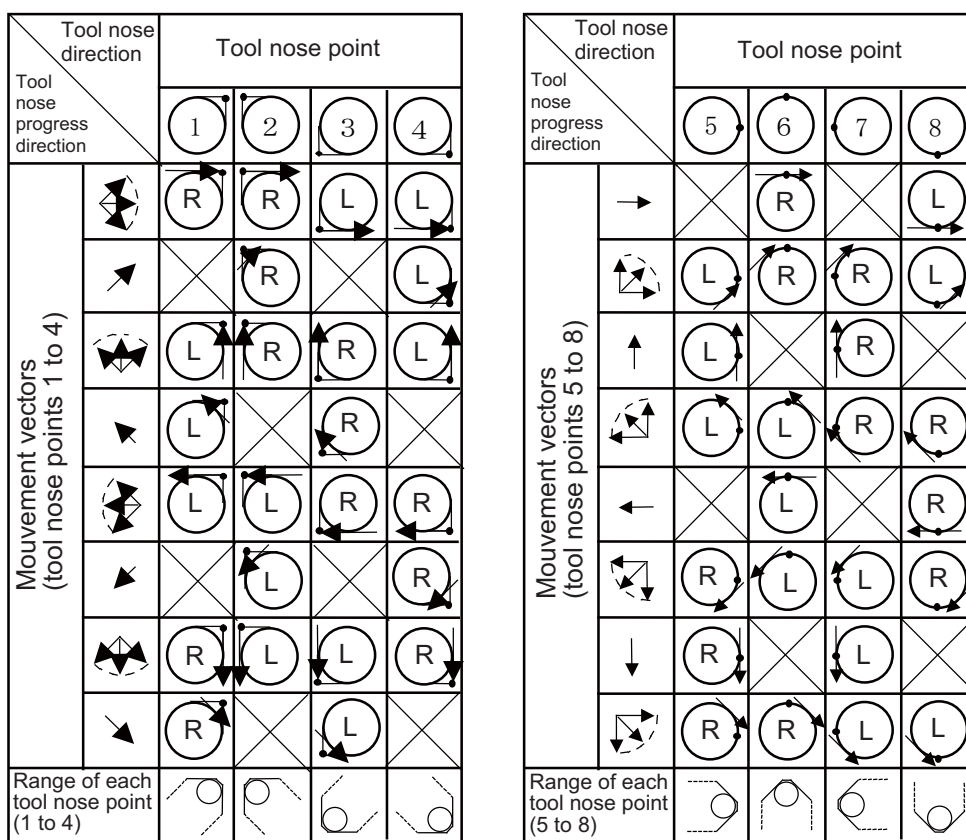 Tool nose
direction
Tool nose point
Tool
nose
progress
direction
1 2 3 4
Mouvement vectors
(tool nose points 1 to 4)
R R L L
R L
L R R L
L R
L L R R
L R
R L L R
R L
Range of each
tool nose point
(1 to 4)
Tool nose
direction
Tool nose point
Tool
nose
progress
direction
5 6 7 8
Mouvement vectors
(tool nose points 5 to 8)
R L
L R R L
L R
L L R R
L R
R L L R
R L
R R L L
Range of each
tool nose point
(5 to 8)